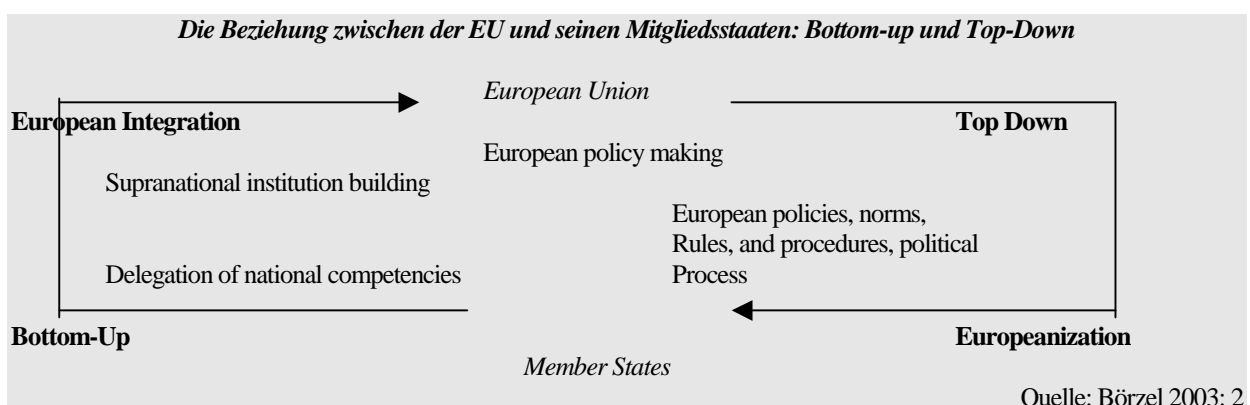 Die Beziehung zwischen der EU und seinen Mitgliedsstaaten: Bottom-up und Top-Down
European Union
European Integration
Top Down
European policy making
Supranational institution building
European policies, norms,
Rules, and procedures, political
Delegation of national competencies
Process
Bottom-Up
Europeanization
Member States
Quelle: Börzel 2003: 2